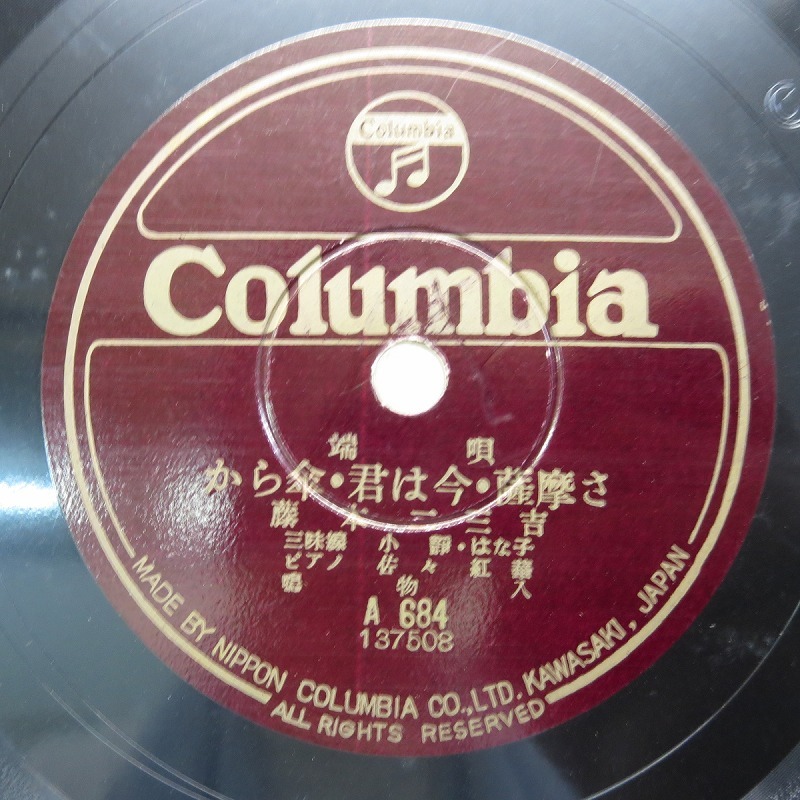 Columbia
Columbia
端唄
から傘・君は今・薩摩さ
藤本二三吉
三味線 小靜・はな子
ピアノ 佐々紅華
鳴物入
A 684
137508
MADE BY NIPPON COLUMBIA CO.,LTD. KAWASAKI, JAPAN
ALL RIGHTS RESERVED